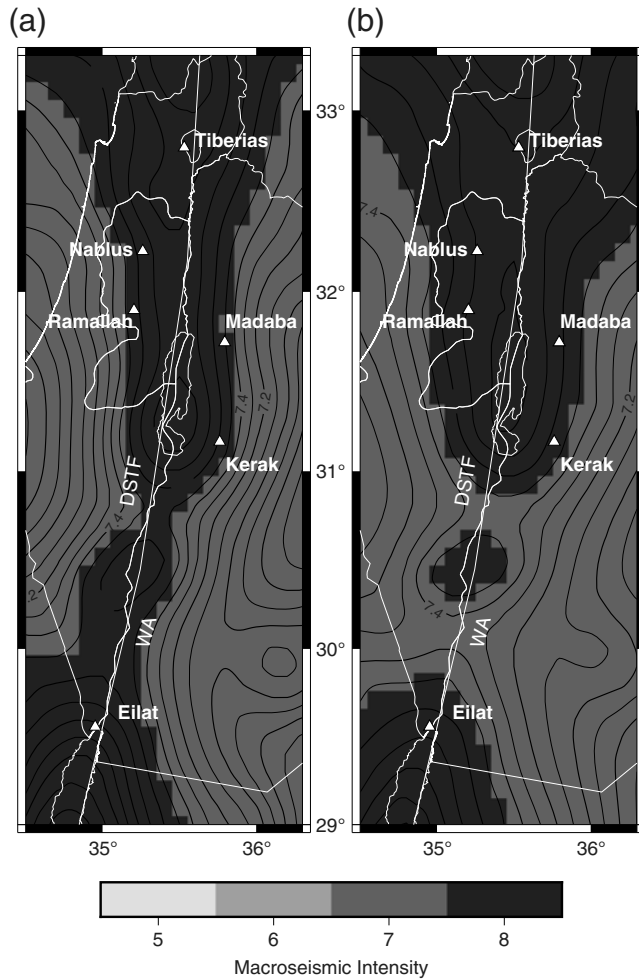 (a)
(b)
33°
32°
31°
30°
29°
Tiberias
Nablus
Ramallah
Madaba
7.4
7.2
Kerak
DSTF
7.4
WA
Eilat
35°
36°
7.4
Tiberias
Nablus
Ramallah
Madaba
7.2
Kerak
DSTF
7.4
WA
Eilat
35°
36°
5
6
7
8
Macroseismic Intensity